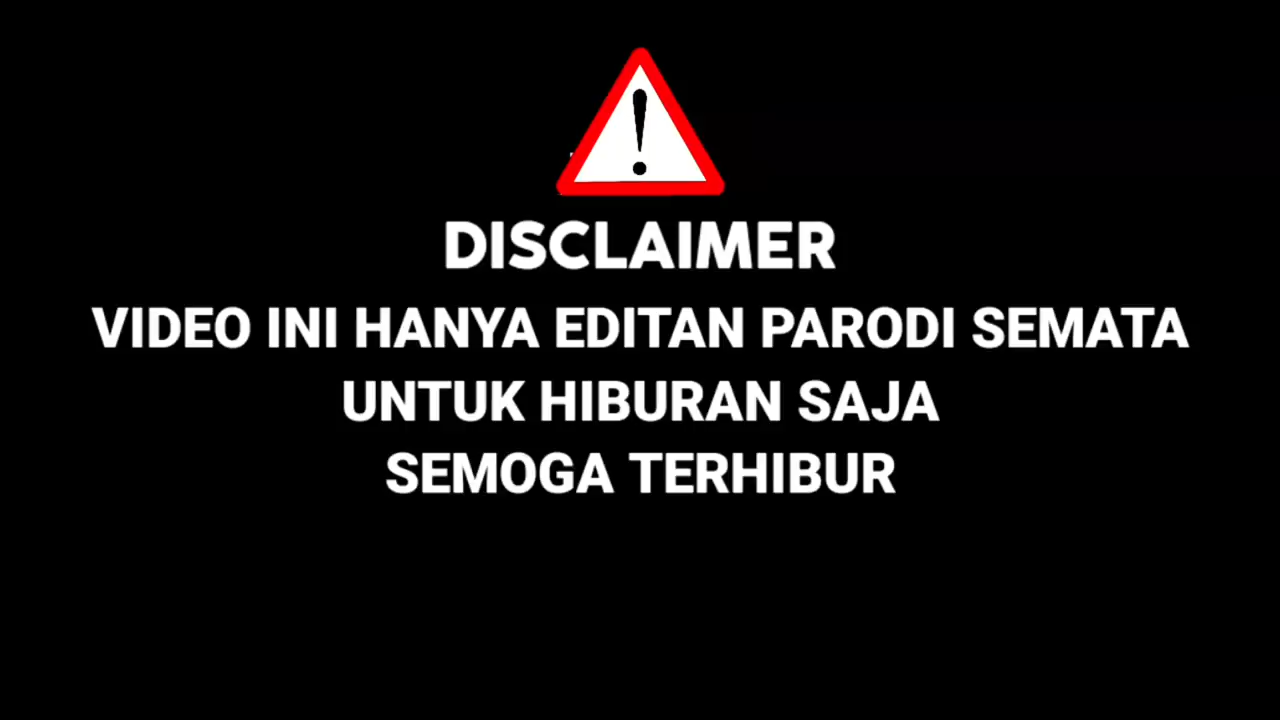 DISCLAIMER
VIDEO INI HANYA EDITAN PARODI SEMATA
UNTUK HIBURAN SAJA
SEMOGA TERHIBUR